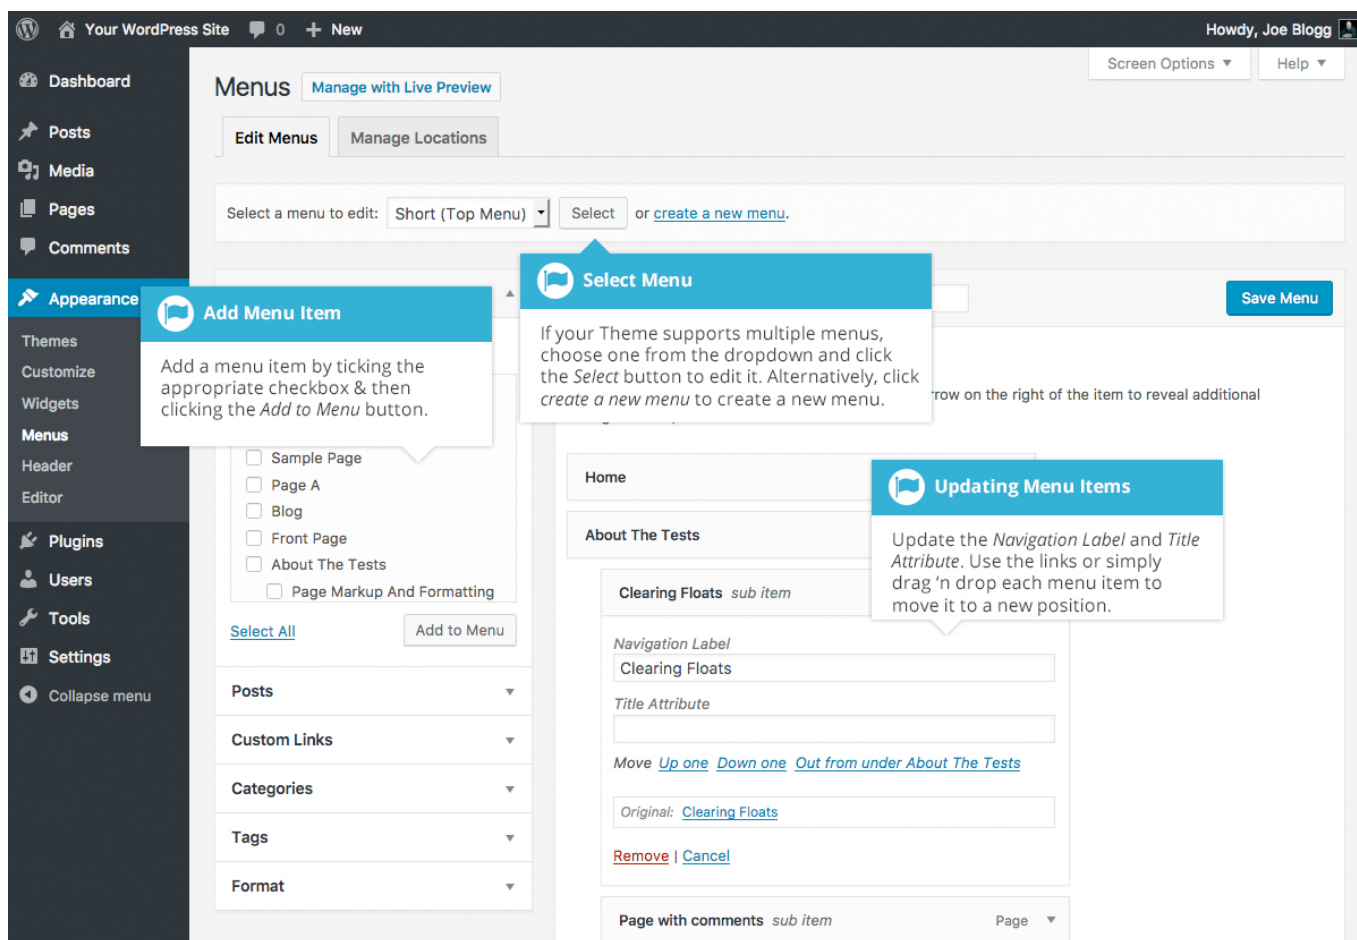 Your WordPress Site 0 + New
Howdy, Joe Blogg
Screen Options
Help
Dashboard
Posts
Media
Pages
Comments
Appearance
Themes
Customize
Widgets
Menus
Header
Editor
Plugins
Users
Tools
Settings
Collapse menu
Menus Manage with Live Preview
Edit Menus Manage Locations
Select a menu to edit: Short (Top Menu) Select or create a new menu.
Select Menu
If your Theme supports multiple menus,
choose one from the dropdown and click
the Select button to edit it. Alternatively, click
create a new menu to create a new menu.
Save Menu
Add Menu Item
Add a menu item by ticking the
appropriate checkbox & then
clicking the Add to Menu button.
on the right of the item to reveal additional
Sample Page
Page A
Blog
Front Page
About The Tests
Page Markup And Formatting
Select All Add to Menu
Posts
Custom Links
Categories
Tags
Format
Home
About The Tests
Updating Menu Items
Update the Navigation Label and Title
Attribute. Use the links or simply
drag ‘n drop each menu item to
move it to a new position.
Clearing Floats sub item
Navigation Label
Clearing Floats
Title Attribute
Move Up one Down one Out from under About The Tests
Original: Clearing Floats
Remove | Cancel
Page with comments sub item Page